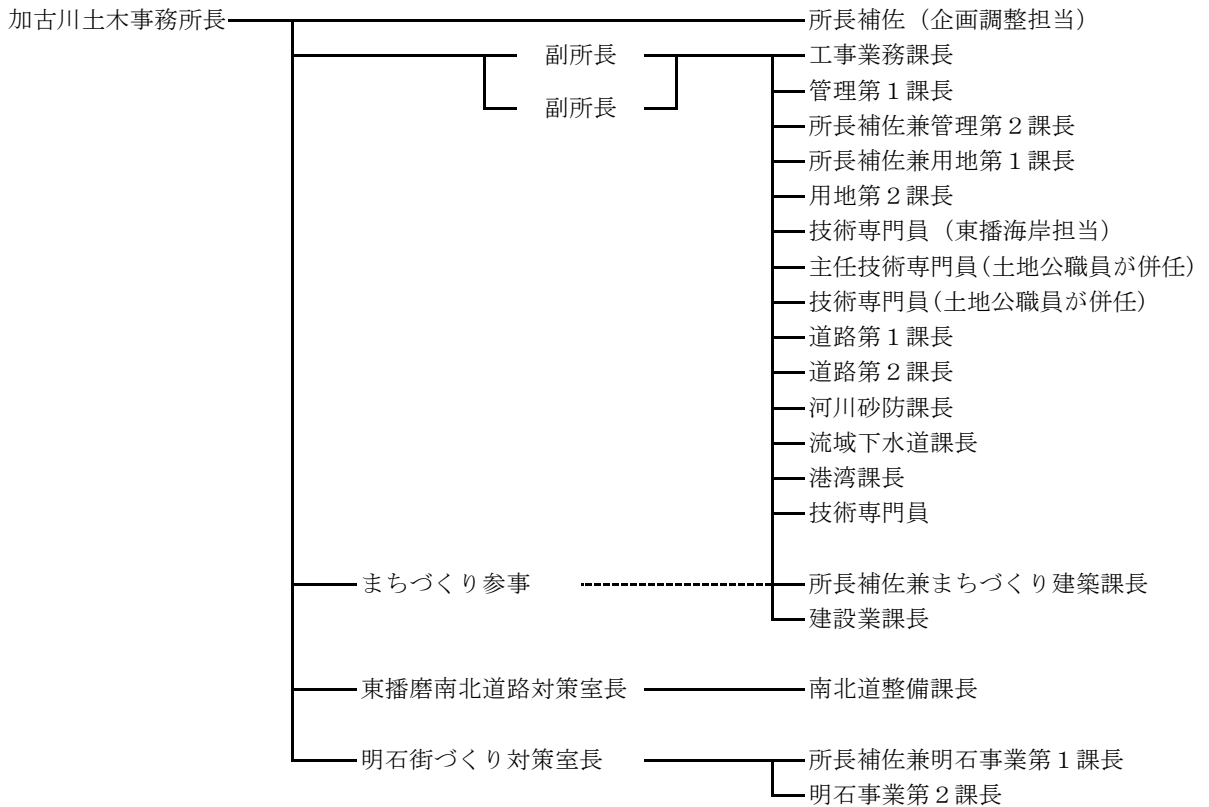 加古川土木事務所長 所長補佐（企画調整担当）
副所長 工事業務課長
管理第１課長
副所長
所長補佐兼管理第２課長
所長補佐兼用地第１課長
用地第２課長
技術専門員（東播海岸担当）
主任技術専門員(土地公職員が併任)
技術専門員(土地公職員が併任)
道路第１課長
道路第２課長
河川砂防課長
流域下水道課長
港湾課長
技術専門員
まちづくり参事 所長補佐兼まちづくり建築課長
建設業課長
東播磨南北道路対策室長 南北道整備課長
明石街づくり対策室長 所長補佐兼明石事業第１課長
明石事業第２課長